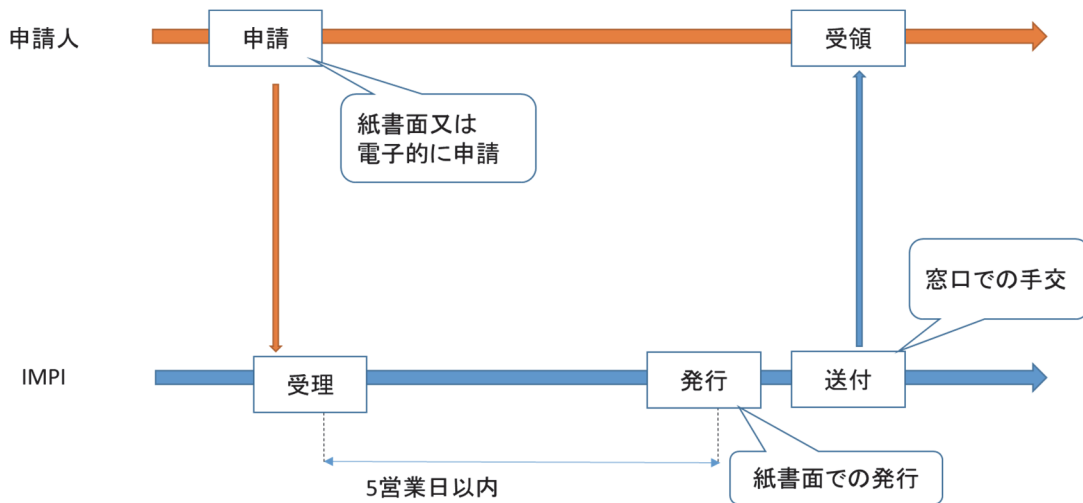 申請人
申請
受領
紙書面又は
電子的に申請
窓口での手交
IMPI
受理
発行
送付
紙書面での発行
5営業日以内